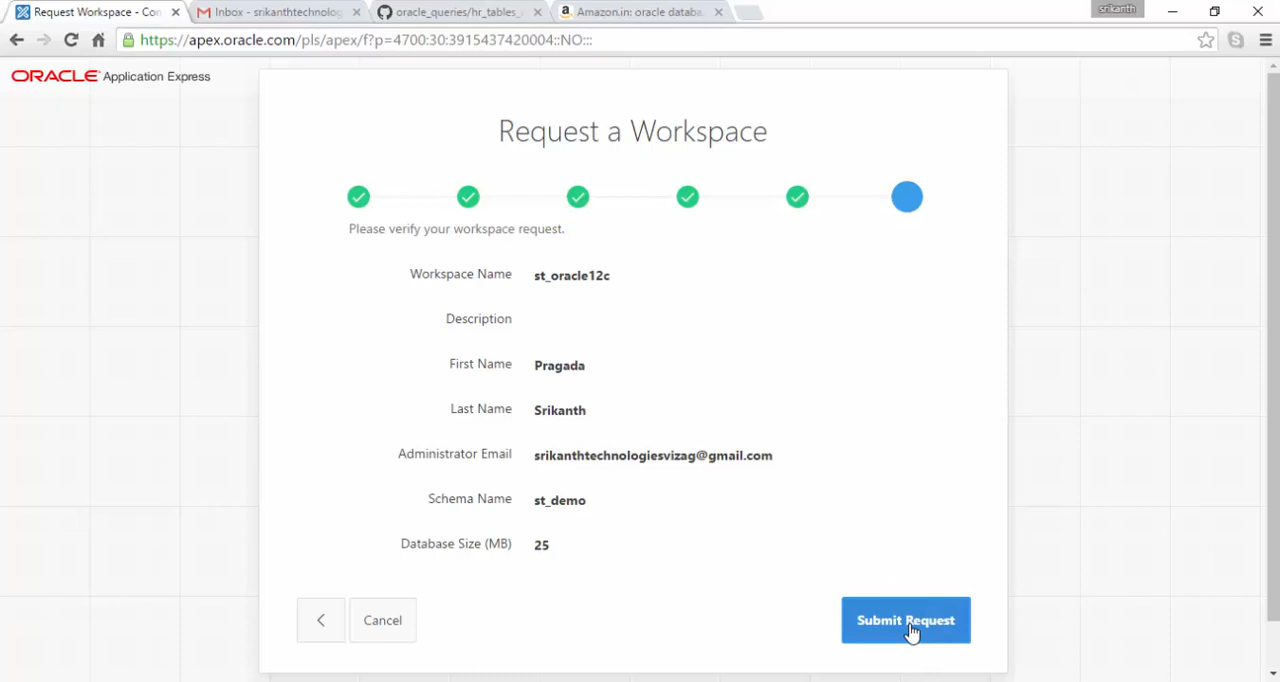 Request Workspace - Con
Inbox - srikanthtechnolog
oracle_queries/hr_tables_
Amazon.in: oracle databa
srikanth
https://apex.oracle.com/pls/apex/f?p=4700:30:3915437420004::NO:::
ORACLE Application Express
Request a Workspace
Please verify your workspace request.
Workspace Name st_oracle12c
Description
First Name Pragada
Last Name Srikanth
Administrator Email srikanthtechnologiesvizag@gmail.com
Schema Name st_demo
Database Size (MB) 25
Cancel
Submit Request